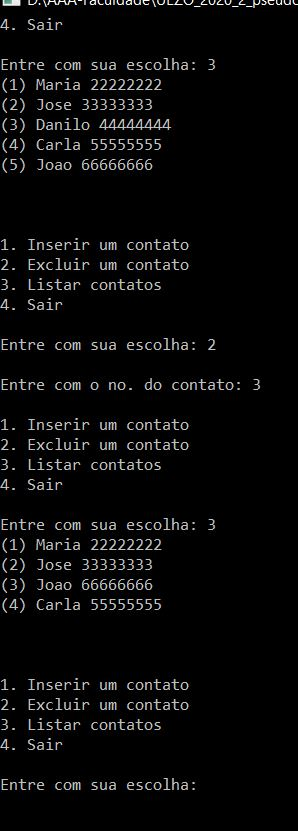 D:\AAA-Faculdade\UEZO_2020_2_pseudo
4. Sair
Entre com sua escolha: 3
(1) Maria 22222222
(2) Jose 33333333
(3) Danilo 44444444
(4) Carla 55555555
(5) Joao 66666666
1. Inserir um contato
2. Excluir um contato
3. Listar contatos
4. Sair
Entre com sua escolha: 2
Entre com o no. do contato: 3
1. Inserir um contato
2. Excluir um contato
3. Listar contatos
4. Sair
Entre com sua escolha: 3
(1) Maria 22222222
(2) Jose 33333333
(3) Joao 66666666
(4) Carla 55555555
1. Inserir um contato
2. Excluir um contato
3. Listar contatos
4. Sair
Entre com sua escolha: